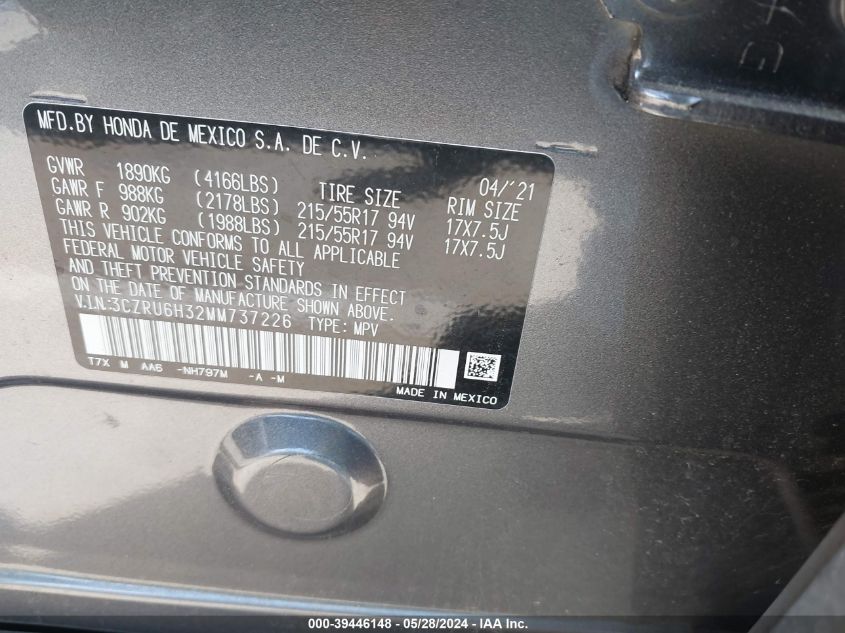 MFD.BY HONDA DE MEXICO S.A. DE C.V.
04/'21
GVWR 1890KG (4166LBS) TIRE SIZE RIM SIZE
GAWR F 988KG (2178LBS) 215/55R17 94V 17X7.5J
GAWR R 902KG (1988LBS) 215/55R17 94V 17X7.5J
THIS VEHICLE CONFORMS TO ALL APPLICABLE
FEDERAL MOTOR VEHICLE SAFETY
AND THEFT PREVENTION STANDARDS IN EFFECT
ON THE DATE OF MANUFACTURE SHOWN ABOVE.
V.I.N:3CZRU6H32MM737226 TYPE: MPV
T7X M AA6 -NH797M -A -M
MADE IN MEXICO
000-39446148 - 05/28/2024 - IAA Inc.